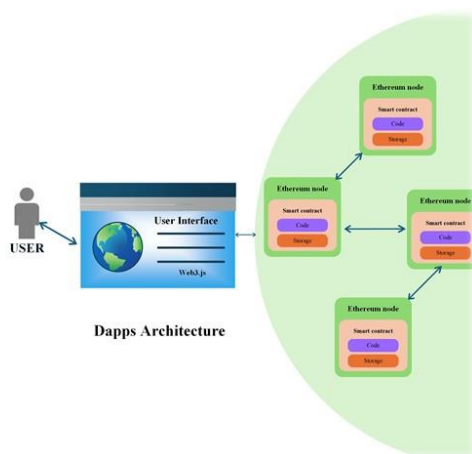 Ethereum node
Smart contract
Code
Storage
Ethereum node
Smart contract
Code
Storage
Ethereum node
Smart contract
Code
Storage
USER
User Interface
Web3.js
Dapps Architecture
Ethereum node
Smart contract
Code
Storage